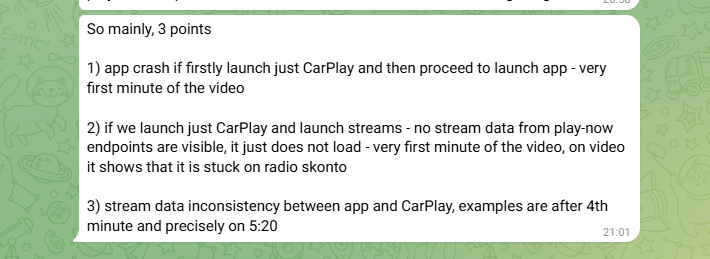 So mainly, 3 points
1) app crash if firstly launch just CarPlay and then proceed to launch app - very
first minute of the video
2) if we launch just CarPlay and launch streams - no stream data from play-now
endpoints are visible, it just does not load - very first minute of the video, on video
it shows that it is stuck on radio skonto
3) stream data inconsistency between app and CarPlay, examples are after 4th
minute and precisely on 5:20
21:01